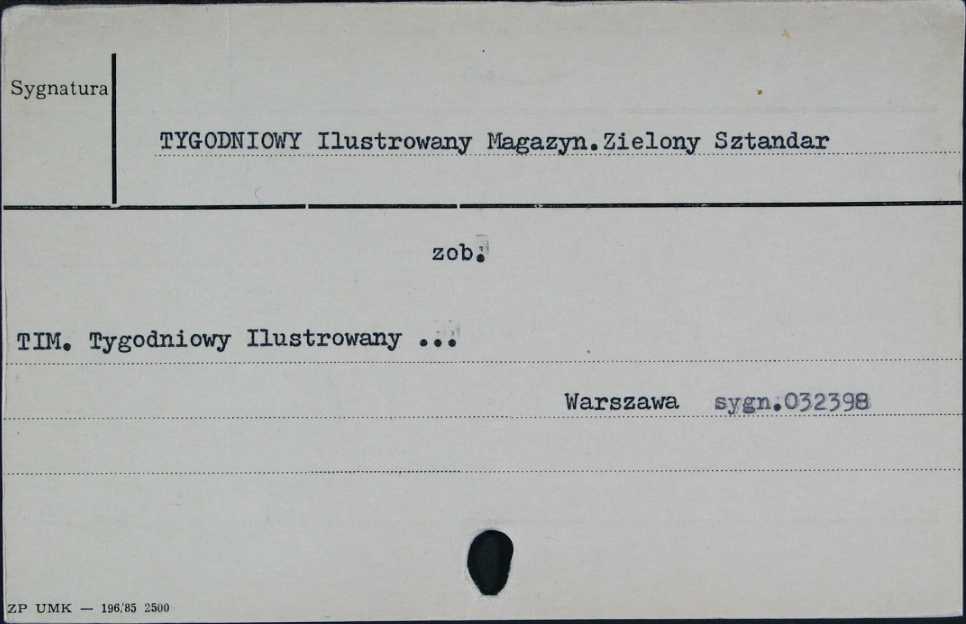 Sygnatura
TYGODNIOWY Ilustrowany Magazyn.Zielony Sztandar
zob.
TIM. Tygodniowy Ilustrowany ...
Warszawa sygn.032398
ZP UMK — 196/85 2500